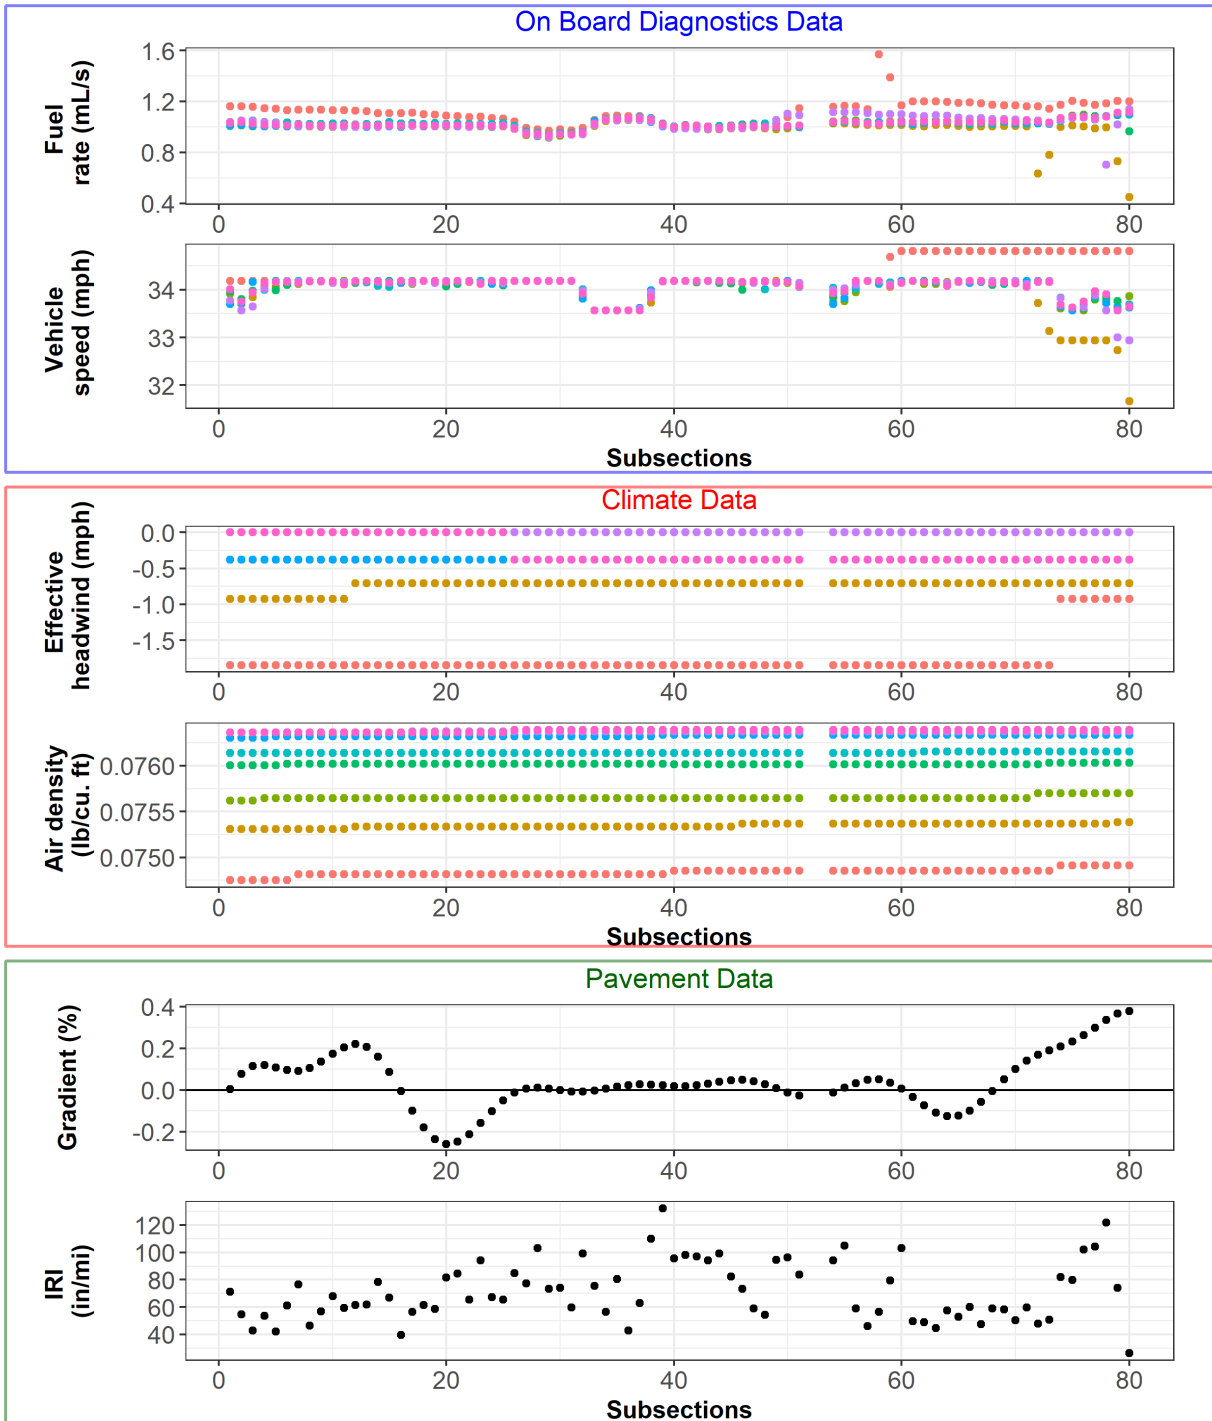 On Board Diagnostics Data
Fuel
rate (mL/s)
1.6
1.2
0.8
0.4
0 20 40 60 80
Vehicle
speed (mph)
34
33
32
0 20 40 60 80
Subsections
Climate Data
Effective
headwind (mph)
0.0
-0.5
-1.0
-1.5
0 20 40 60 80
Air density
(lb/cu. ft)
0.0760
0.0755
0.0750
0 20 40 60 80
Subsections
Pavement Data
Gradient (%)
0.4
0.2
0.0
-0.2
0 20 40 60 80
IRI
(in/mi)
120
100
80
60
40
0 20 40 60 80
Subsections